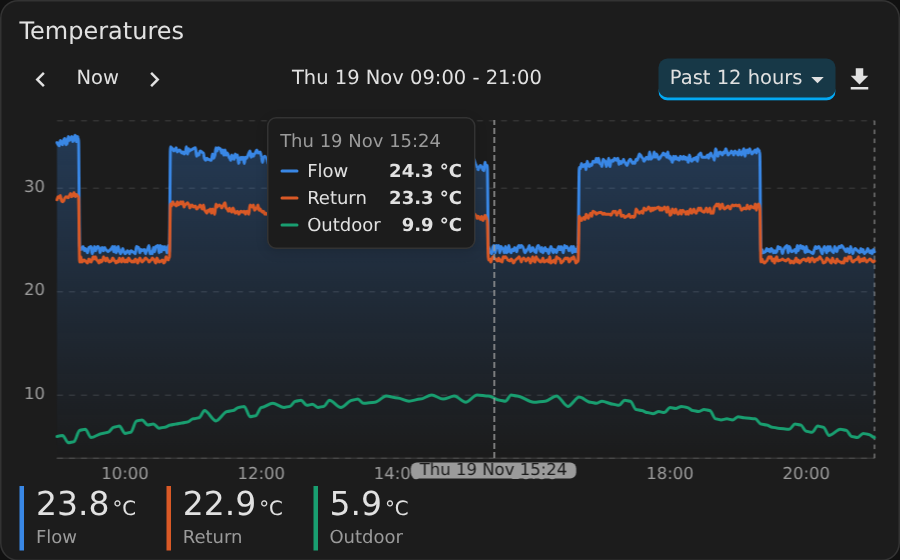 Temperatures
Now
Thu 19 Nov 09:00 - 21:00
Past 12 hours
Thu 19 Nov 15:24
Flow 24.3 °C
Return 23.3 °C
Outdoor 9.9 °C
30
20
10
10:00 12:00 14:0 Thu 19 Nov 15:24 18:00 20:00
23.8 °C 22.9 °C 5.9 °C
Flow Return Outdoor